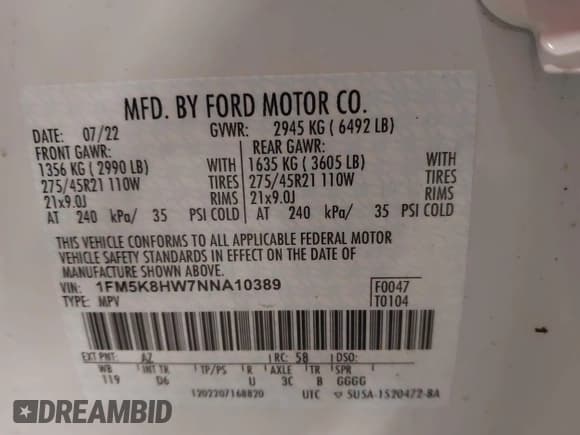 MFD. BY FORD MOTOR CO.
DATE: 07/22 GVWR: 2945 KG ( 6492 LB)
FRONT GAWR: REAR GAWR:
1356 KG ( 2990 LB) WITH 1635 KG ( 3605 LB) WITH
275/45R21 110W TIRES 275/45R21 110W TIRES
21x9.0J RIMS 21x9.0J RIMS
AT 240 kPa/ 35 PSI COLD AT 240 kPa/ 35 PSI COLD
THIS VEHICLE CONFORMS TO ALL APPLICABLE FEDERAL MOTOR
VEHICLE SAFETY STANDARDS IN EFFECT ON THE DATE OF
MANUFACTURE SHOWN ABOVE.
VIN: 1FM5K8HW7NNA10389 F0047
TYPE: MPV T0104
EXT PNT: AZ RC: 58 DSO:
WB INT TR TP/PS R AXLE TR SPR
119 D6 U 3C B GGGG
1202207168820 UTC 5U5A-1520472-8A
DREAMBID